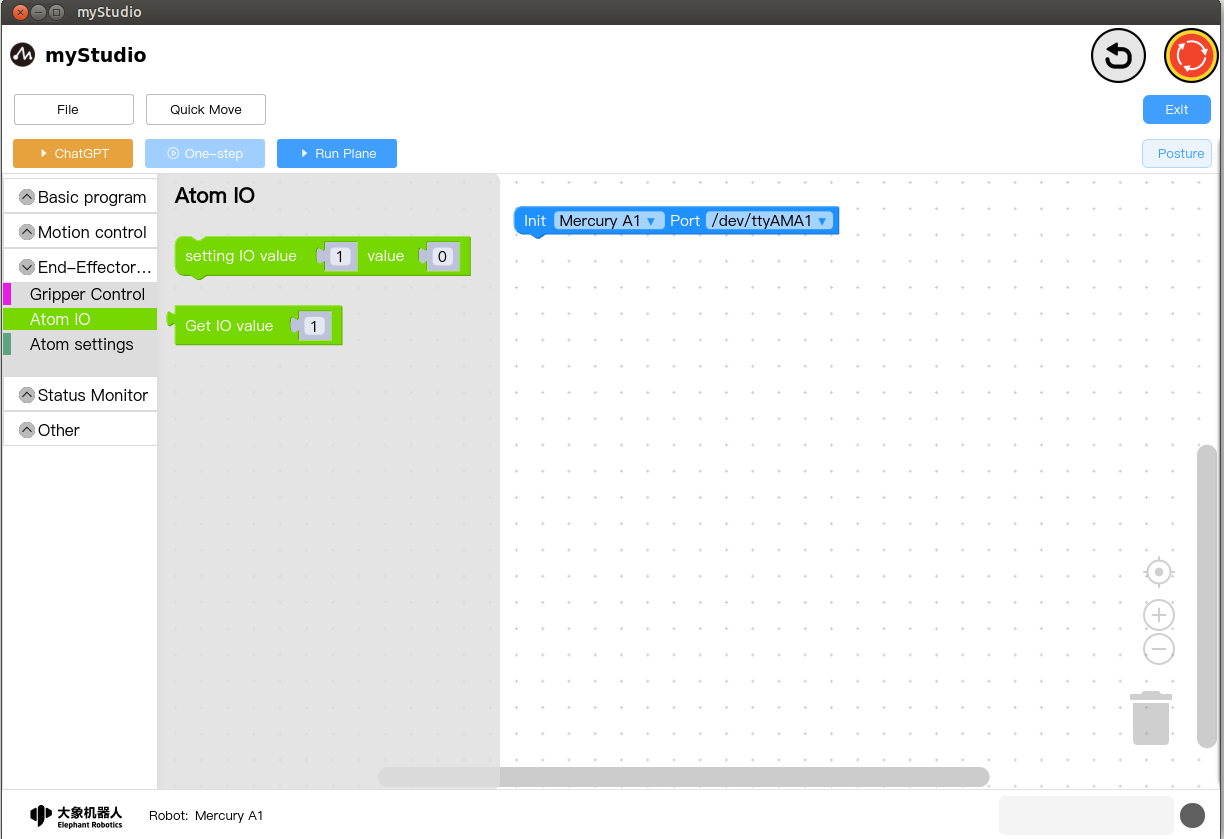 myStudio
myStudio
File
Quick Move
Exit
ChatGPT
One-step
Run Plane
Posture
Basic program
Motion control
End-Effector...
Gripper Control
Atom IO
Atom settings
Status Monitor
Other
Atom IO
setting IO value 1 value 0
Get IO value 1
Init Mercury A1 Port /dev/ttyAMA1
大象机器人
Elephant Robotics
Robot: Mercury A1